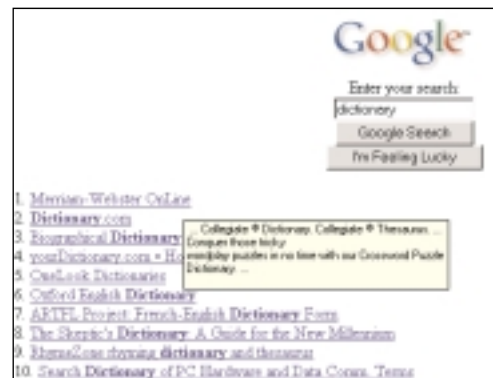 Google
Enter your search:
dictionary
Google Search
I'm Feeling Lucky
1. Merriam-Webster OnLine
2. Dictionary.com
3. Biographical Dictionary
4. yourDictionary.com • Ho
5. OneLook Dictionaries
6. Oxford English Dictionary
7. ARTFL Project: French-English Dictionary Form
8. The Skeptic's Dictionary: A Guide for the New Millennium
9. RhymeZone rhyming dictionary and thesaurus
10. Search Dictionary of PC Hardware and Data Comm. Terms
... Collegiate ® Dictionary. Collegiate ® Thesaurus. ...
Conquer those tricky
puzzles in no time with our Crossword Puzzle
Dictionary. ...